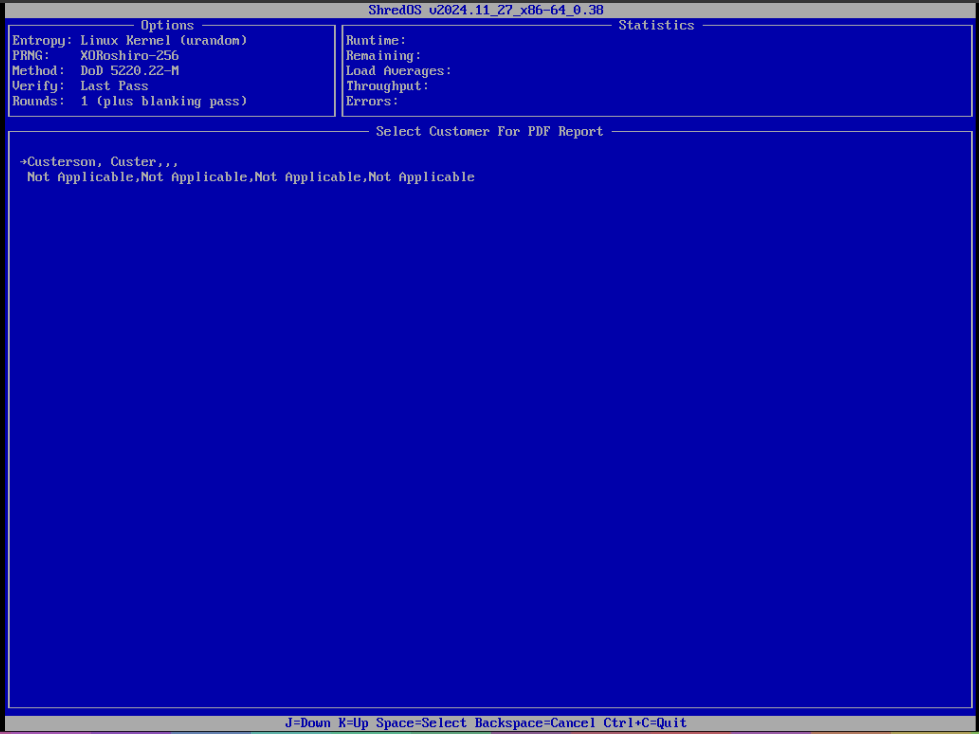 ShredOS v2024.11_27_x86-64_0.38
Options
Entropy: Linux Kernel (urandom)
PRNG: XORoshiro-256
Method: DoD 5220.22-M
Verify: Last Pass
Rounds: 1 (plus blanking pass)
Statistics
Runtime:
Remaining:
Load Averages:
Throughput:
Errors:
Select Customer For PDF Report
→Custerson, Custer,,,
Not Applicable,Not Applicable,Not Applicable,Not Applicable
J=Down K=Up Space=Select Backspace=Cancel Ctrl+C=Quit